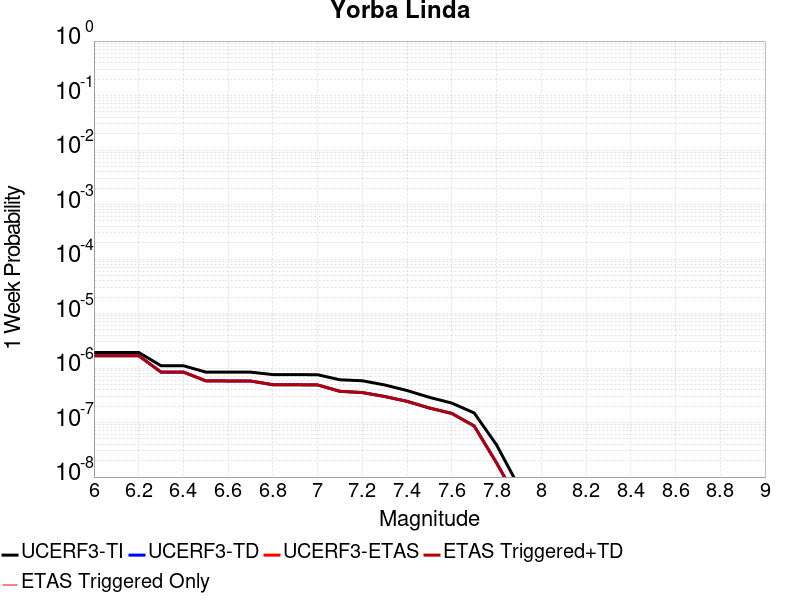 Yorba Linda
1 Week Probability
10^0
10^-1
10^-2
10^-3
10^-4
10^-5
10^-6
10^-7
10^-8
6 6.2 6.4 6.6 6.8 7 7.2 7.4 7.6 7.8 8 8.2 8.4 8.6 8.8 9
Magnitude
UCERF3-TI UCERF3-TD UCERF3-ETAS ETAS Triggered+TD
ETAS Triggered Only